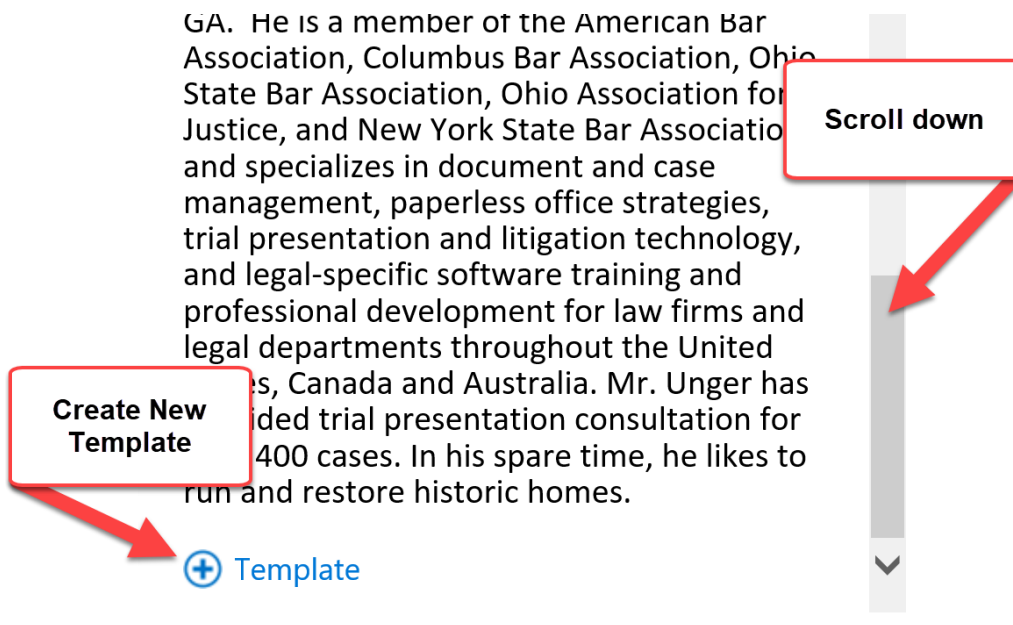 GA.  He is a member of the American Bar
Association, Columbus Bar Association, Ohio
State Bar Association, Ohio Association for
Justice, and New York State Bar Associatio
and specializes in document and case
management, paperless office strategies,
trial presentation and litigation technology,
and legal-specific software training and
professional development for law firms and
legal departments throughout the United
es, Canada and Australia. Mr. Unger has
ided trial presentation consultation for
400 cases. In his spare time, he likes to
run and restore historic homes.
Template
Scroll down
Create New
Template